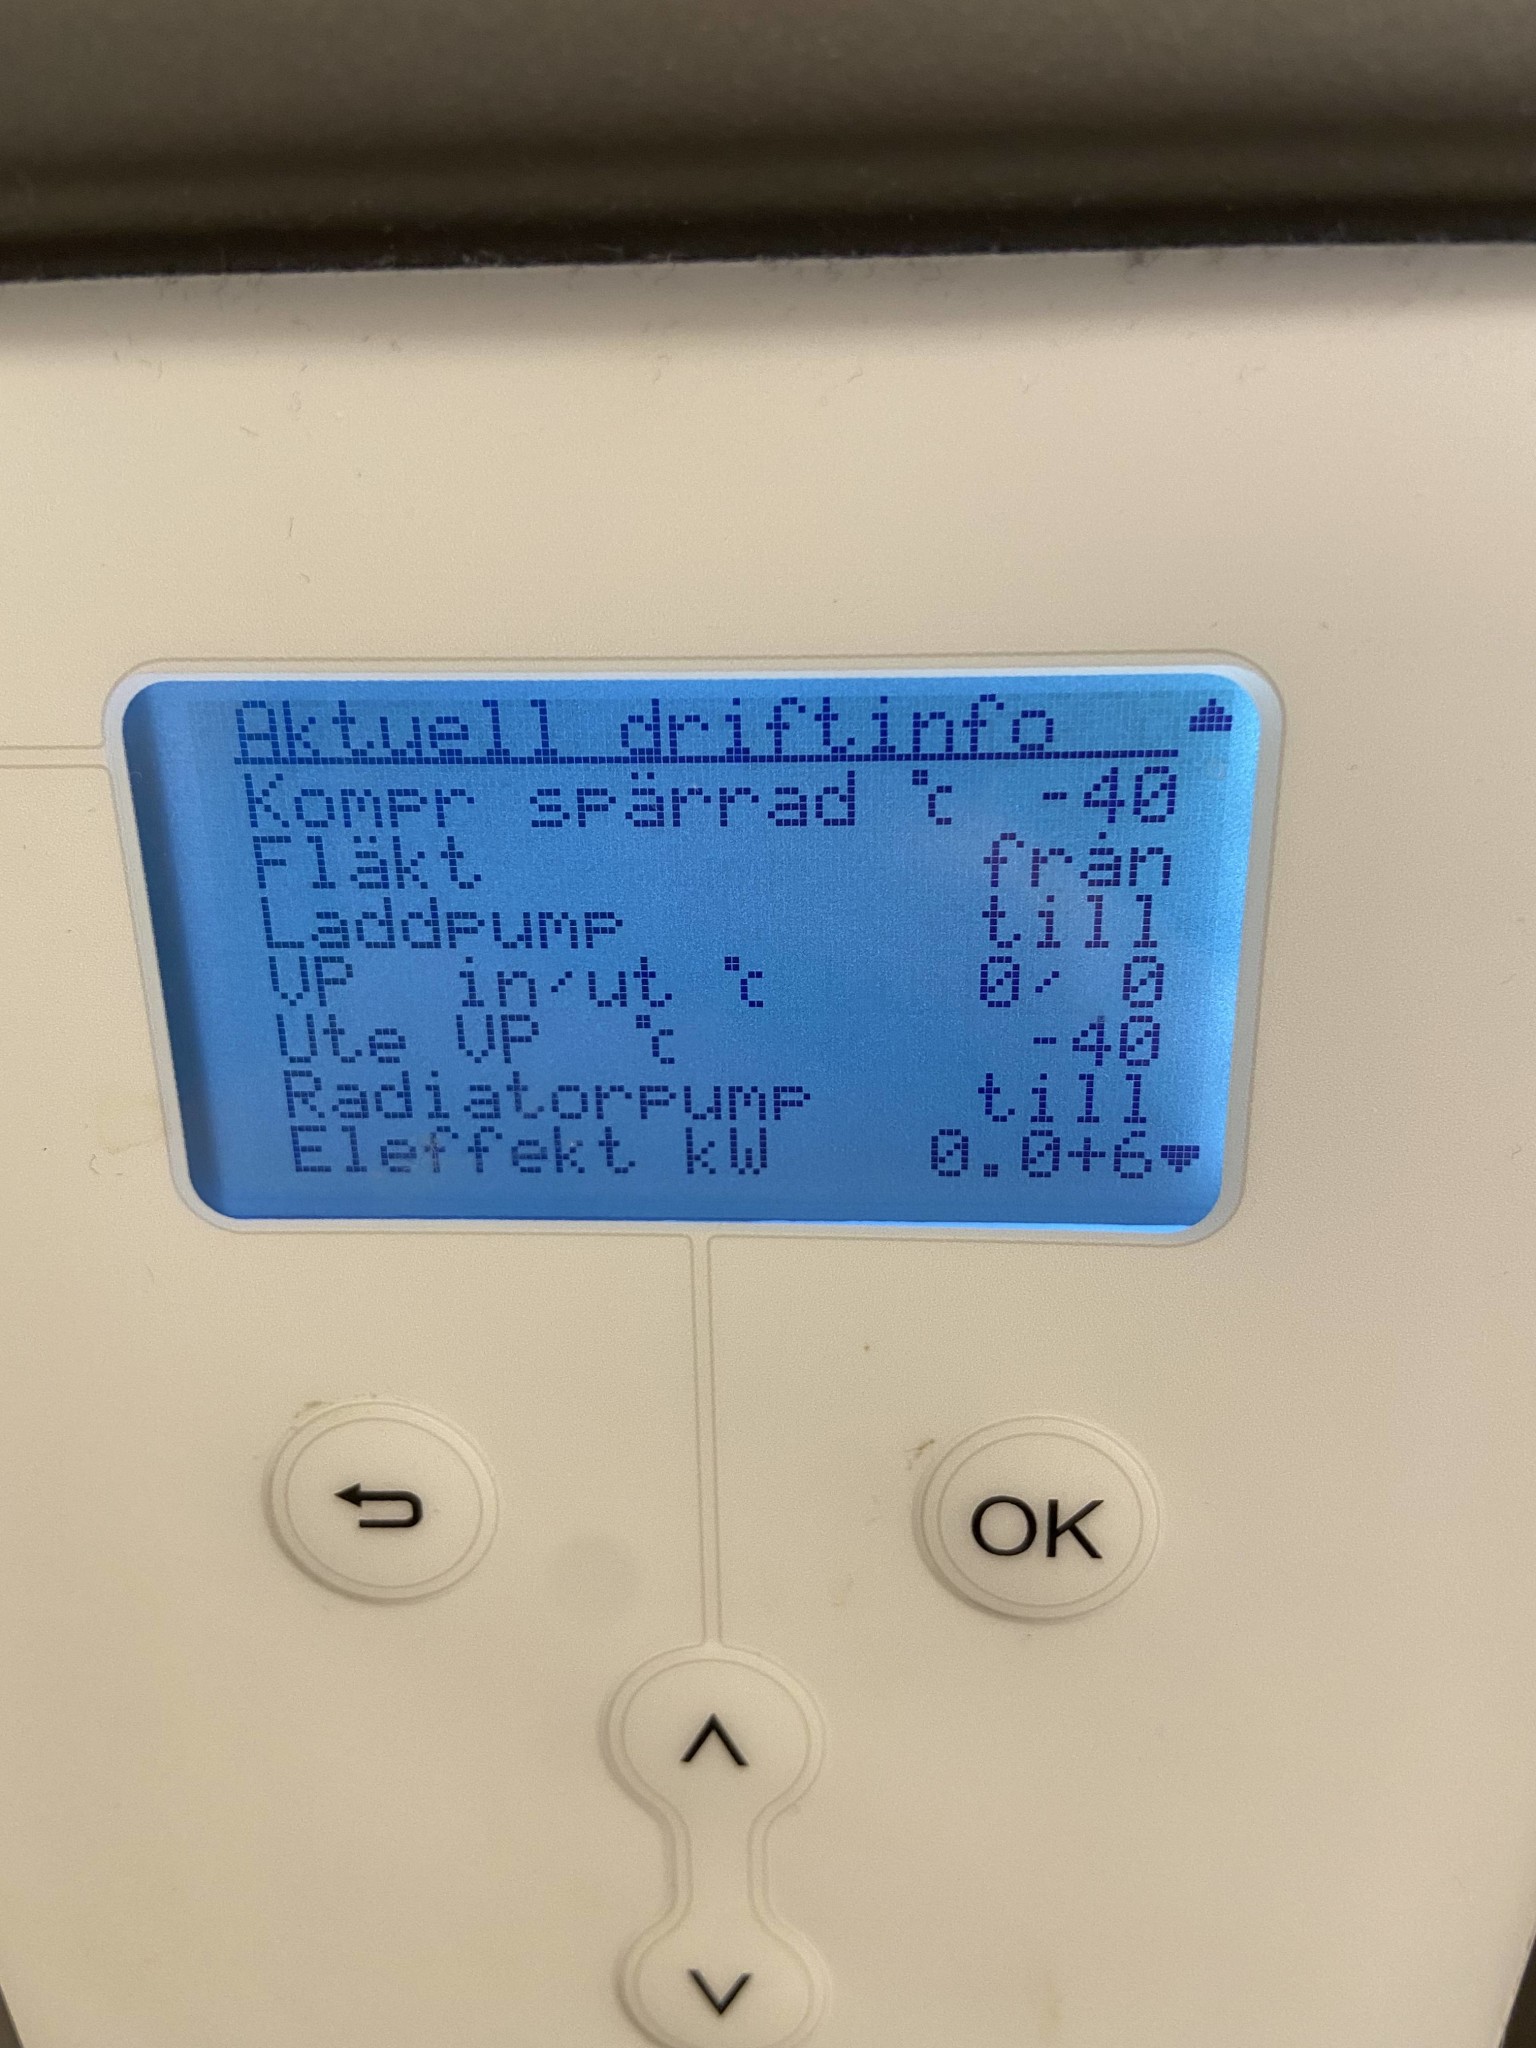 Aktuell driftinfo
Kompr spärrad °C -40
Fläkt från
Laddpump till
VP in/ut °C 0/ 0
Ute VP °C -40
Radiatorpump till
Eleffekt kW 0.0+6
OK